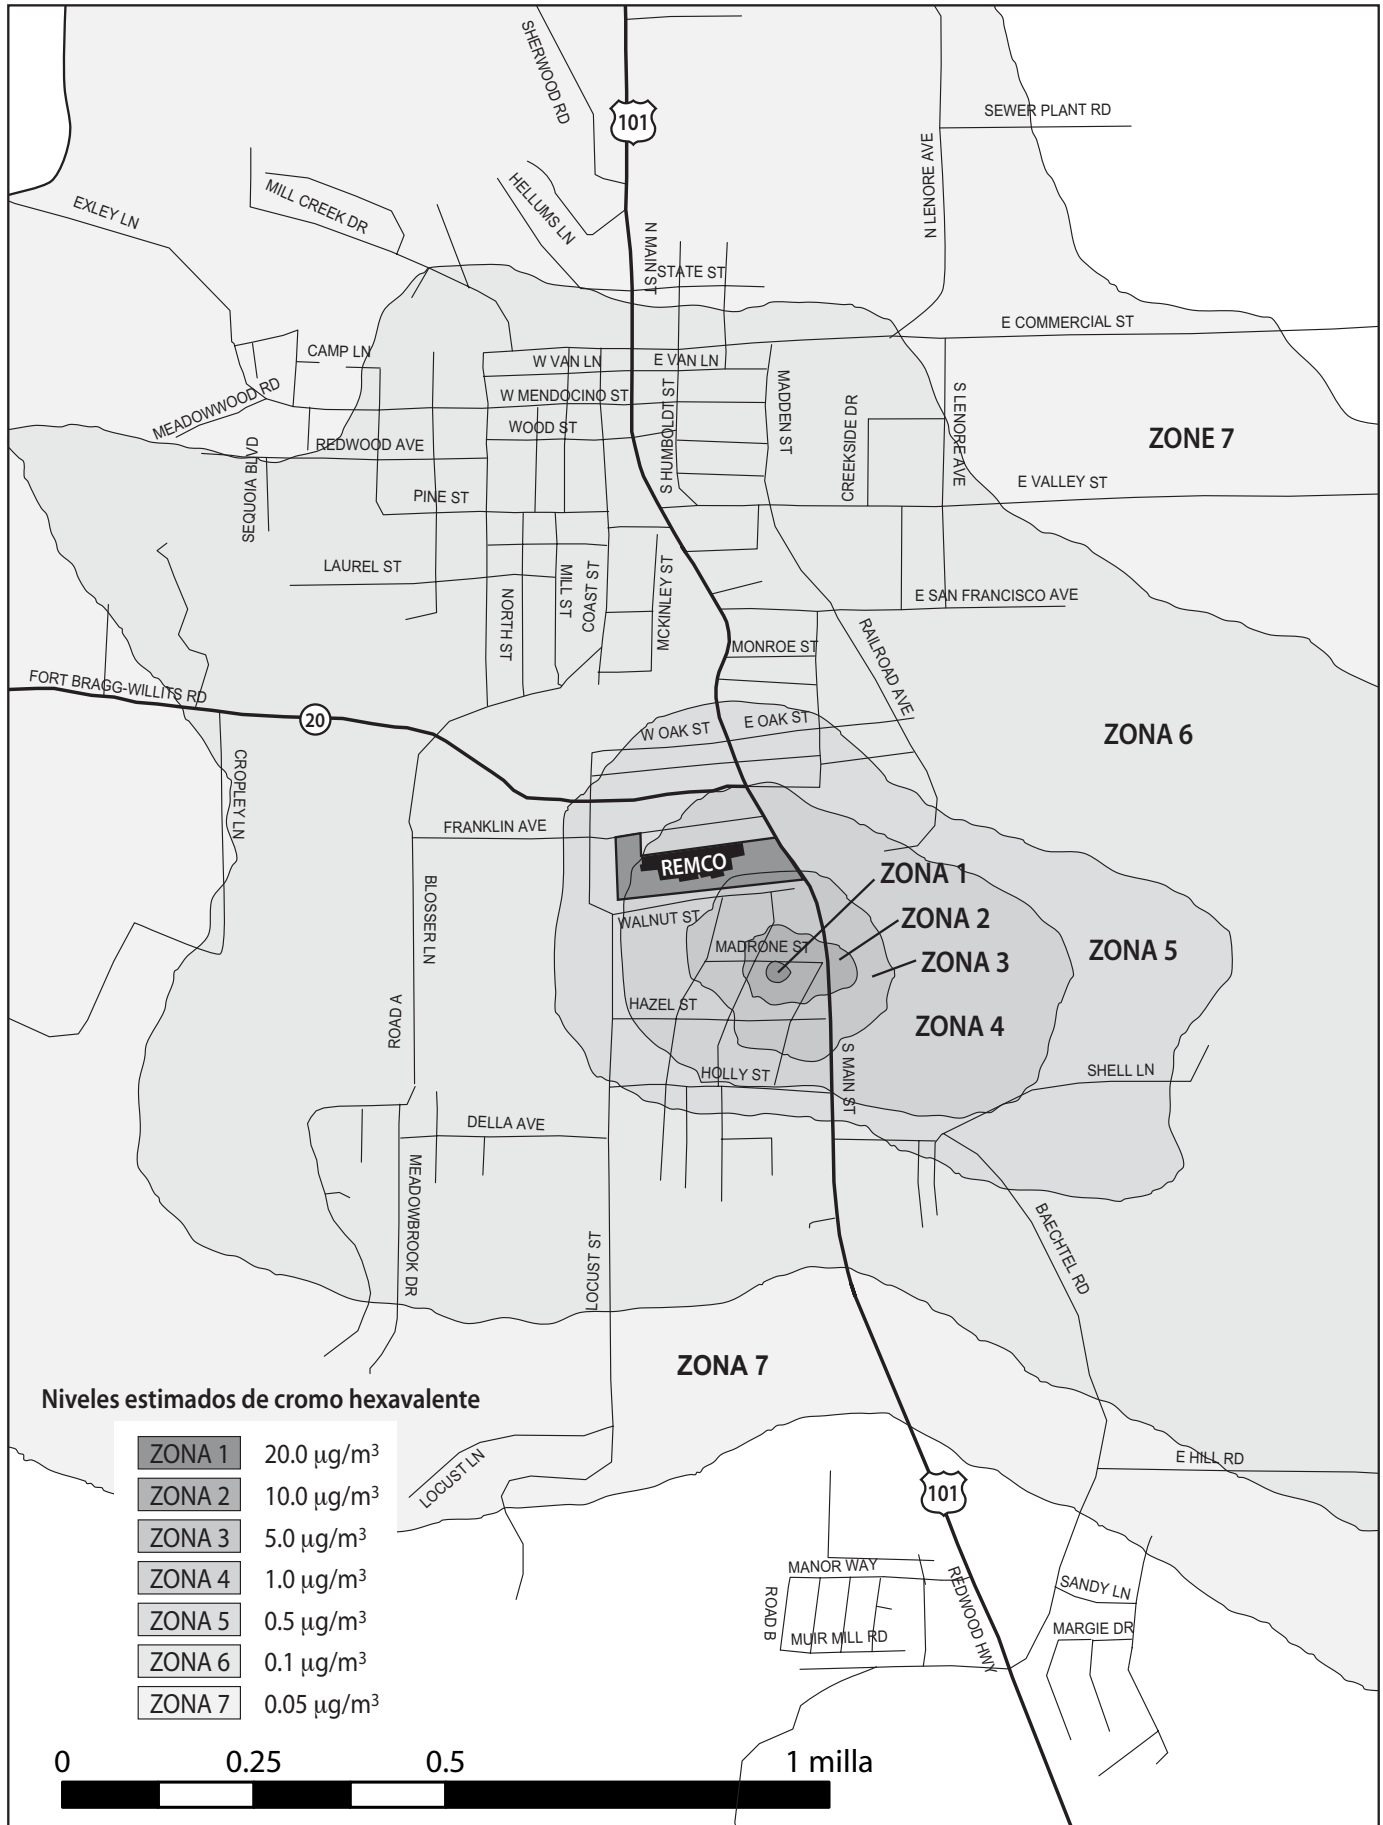 SHERWOOD RD
101
SEWER PLANT RD
N LENORE AVE
EXLEY LN
MILL CREEK DR
HELLUMS LN
N MAIN ST
STATE ST
E COMMERCIAL ST
CAMP LN
W VAN LN
E VAN LN
MEADOWWOOD RD
W MENDOCINO ST
S HUMBOLDT ST
MADDEN ST
CREEKSIDE DR
S LENORE AVE
WOOD ST
ZONE 7
SEQUOIA BLVD
REDWOOD AVE
PINE ST
E VALLEY ST
LAUREL ST
NORTH ST
MILL ST
COAST ST
MCKINLEY ST
E SAN FRANCISCO AVE
MONROE ST
RAILROAD AVE
FORT BRAGG-WILLITS RD
20
W OAK ST
E OAK ST
ZONA 6
CROPLEY LN
FRANKLIN AVE
REMCO
ZONA 1
BLOSSER LN
WALNUT ST
ZONA 2
MADRONE ST
ZONA 3
ZONA 5
HAZEL ST
ROAD A
ZONA 4
HOLLY ST
S MAIN ST
SHELL LN
DELLA AVE
MEADOWBROOK DR
LOCUST ST
BAECHTEL RD
ZONA 7
Niveles estimados de cromo hexavalente
ZONA 1 20.0 µg/m³
ZONA 2 10.0 µg/m³
ZONA 3 5.0 µg/m³
ZONA 4 1.0 µg/m³
ZONA 5 0.5 µg/m³
ZONA 6 0.1 µg/m³
ZONA 7 0.05 µg/m³
LOCUST LN
E HILL RD
101
MANOR WAY
ROAD B
MUIR MILL RD
REDWOOD HWY
SANDY LN
MARGIE DR
0 0.25 0.5 1 milla